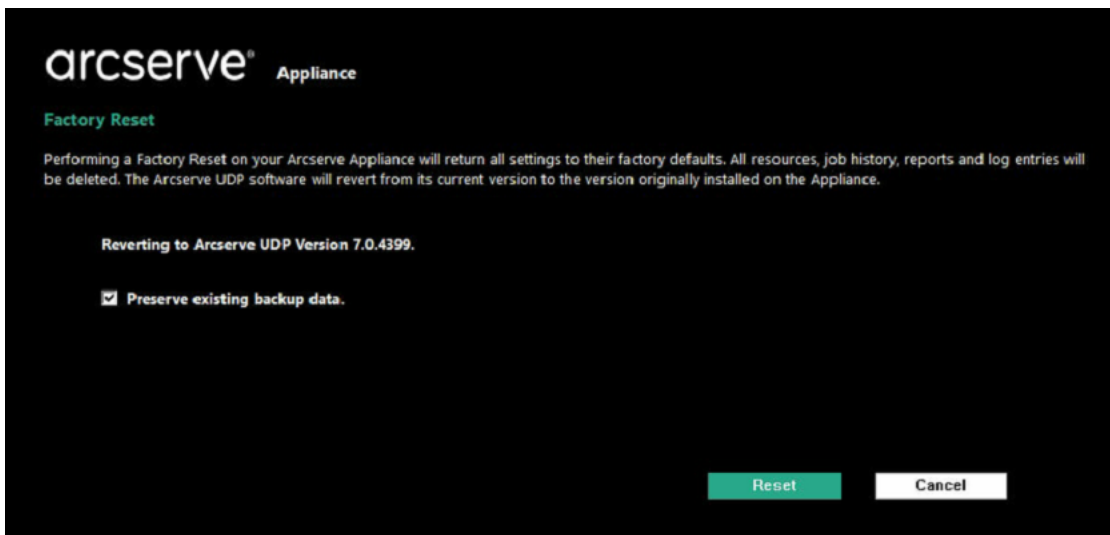 arcserve® Appliance
Factory Reset
Performing a Factory Reset on your Arcserve Appliance will return all settings to their factory defaults. All resources, job history, reports and log entries will
be deleted. The Arcserve UDP software will revert from its current version to the version originally installed on the Appliance.
Reverting to Arcserve UDP Version 7.0.4399.
Preserve existing backup data.
Reset Cancel